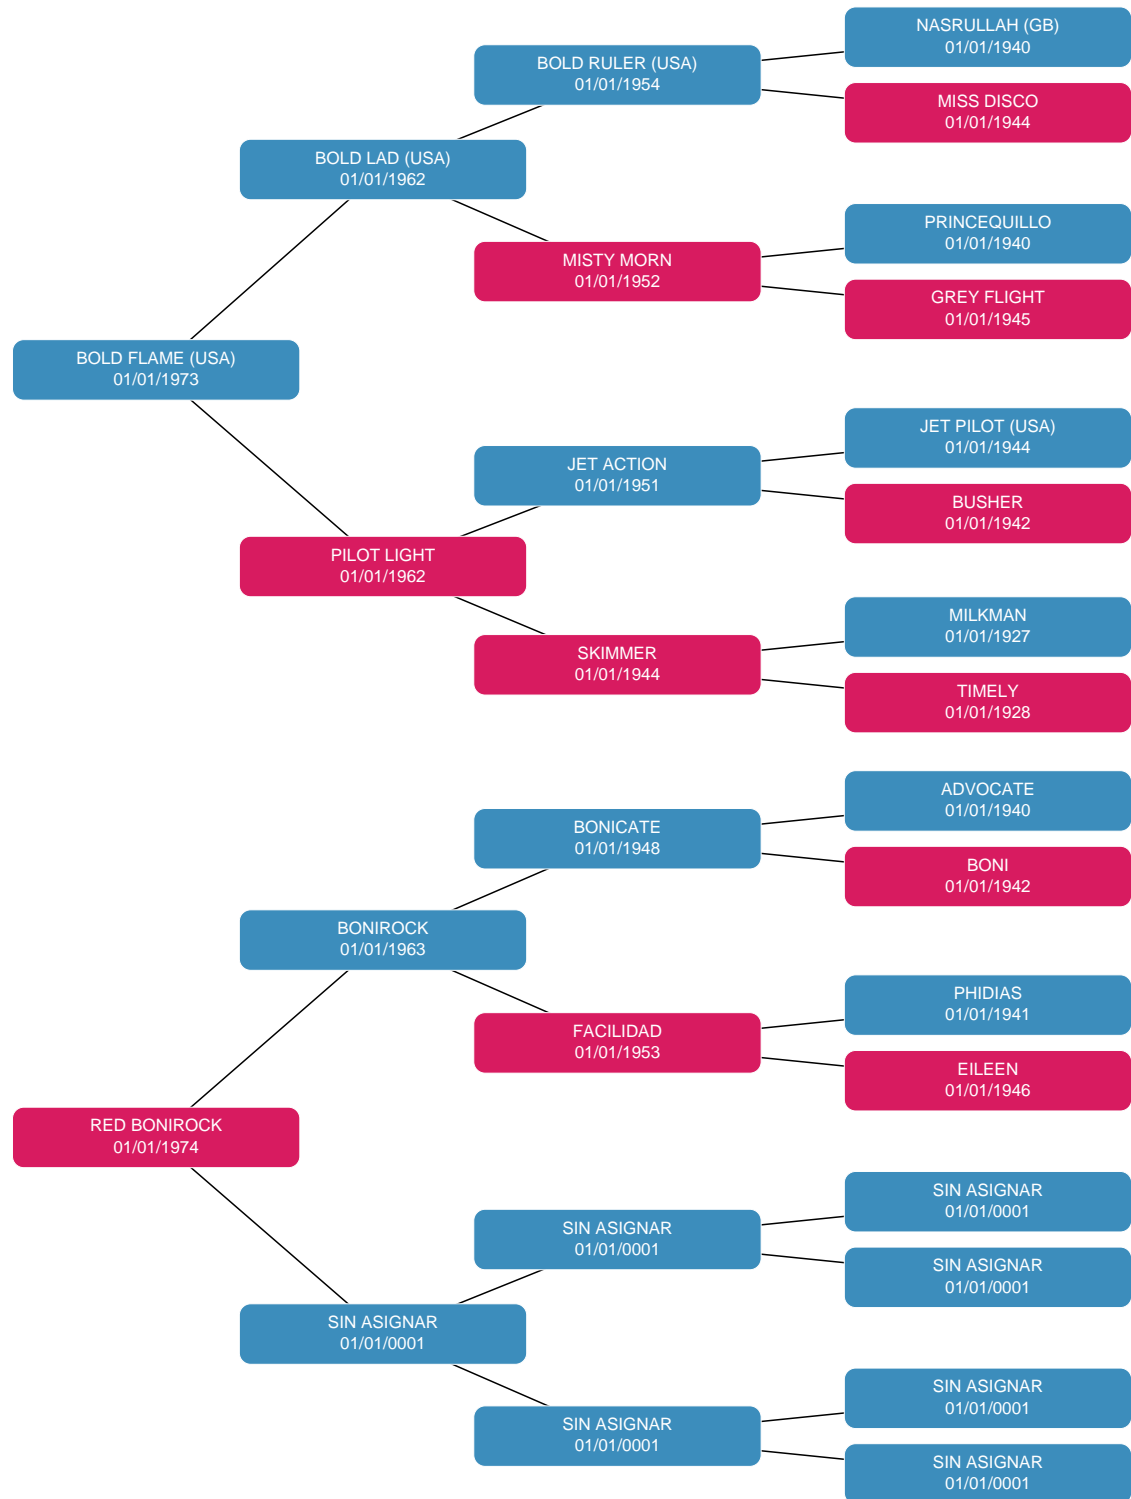 NASRULLAH (GB)
01/01/1940
BOLD RULER (USA)
01/01/1954
MISS DISCO
01/01/1944
BOLD LAD (USA)
01/01/1962
PRINCEQUILLO
01/01/1940
MISTY MORN
01/01/1952
GREY FLIGHT
01/01/1945
BOLD FLAME (USA)
01/01/1973
JET PILOT (USA)
01/01/1944
JET ACTION
01/01/1951
BUSHER
01/01/1942
PILOT LIGHT
01/01/1962
MILKMAN
01/01/1927
SKIMMER
01/01/1944
TIMELY
01/01/1928
ADVOCATE
01/01/1940
BONICATE
01/01/1948
BONI
01/01/1942
BONIROCK
01/01/1963
PHIDIAS
01/01/1941
FACILIDAD
01/01/1953
EILEEN
01/01/1946
RED BONIROCK
01/01/1974
SIN ASIGNAR
01/01/0001
SIN ASIGNAR
01/01/0001
SIN ASIGNAR
01/01/0001
SIN ASIGNAR
01/01/0001
SIN ASIGNAR
01/01/0001
SIN ASIGNAR
01/01/0001
SIN ASIGNAR
01/01/0001